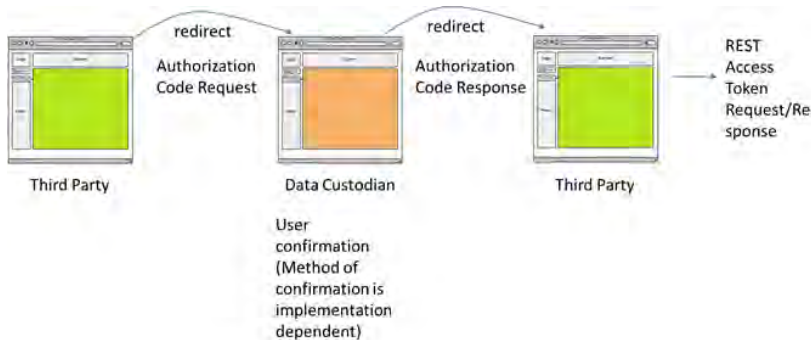 redirect
Authorization
Code Request
redirect
Authorization
Code Response
REST
Access
Token
Request/Re
sponse
Third Party
Data Custodian
Third Party
User
confirmation
(Method of
confirmation is
implementation
dependent)